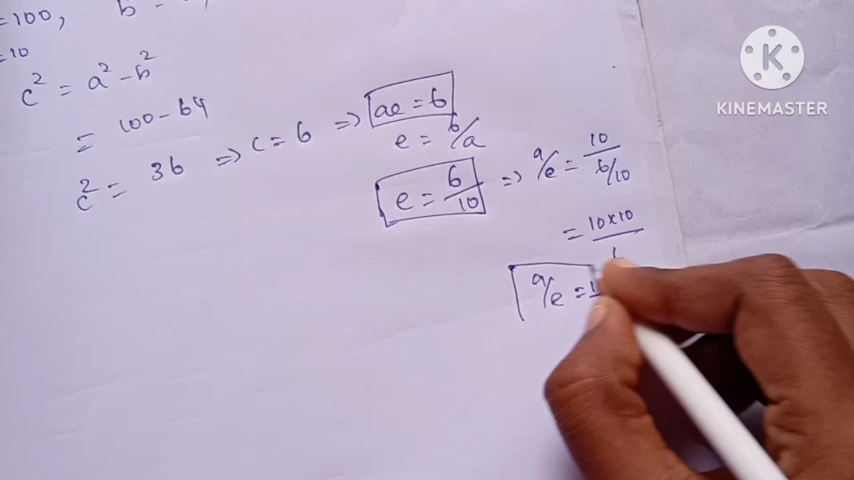 =100, b
=10
c² = a² - b²
= 100 - 64
c² = 36 ⇒ c = 6 ⇒ ae = 6
e = 6/a
e = 6/10 ⇒ a/e = 10/6/10
= 10×10/
a/e = 1
KINEMASTER